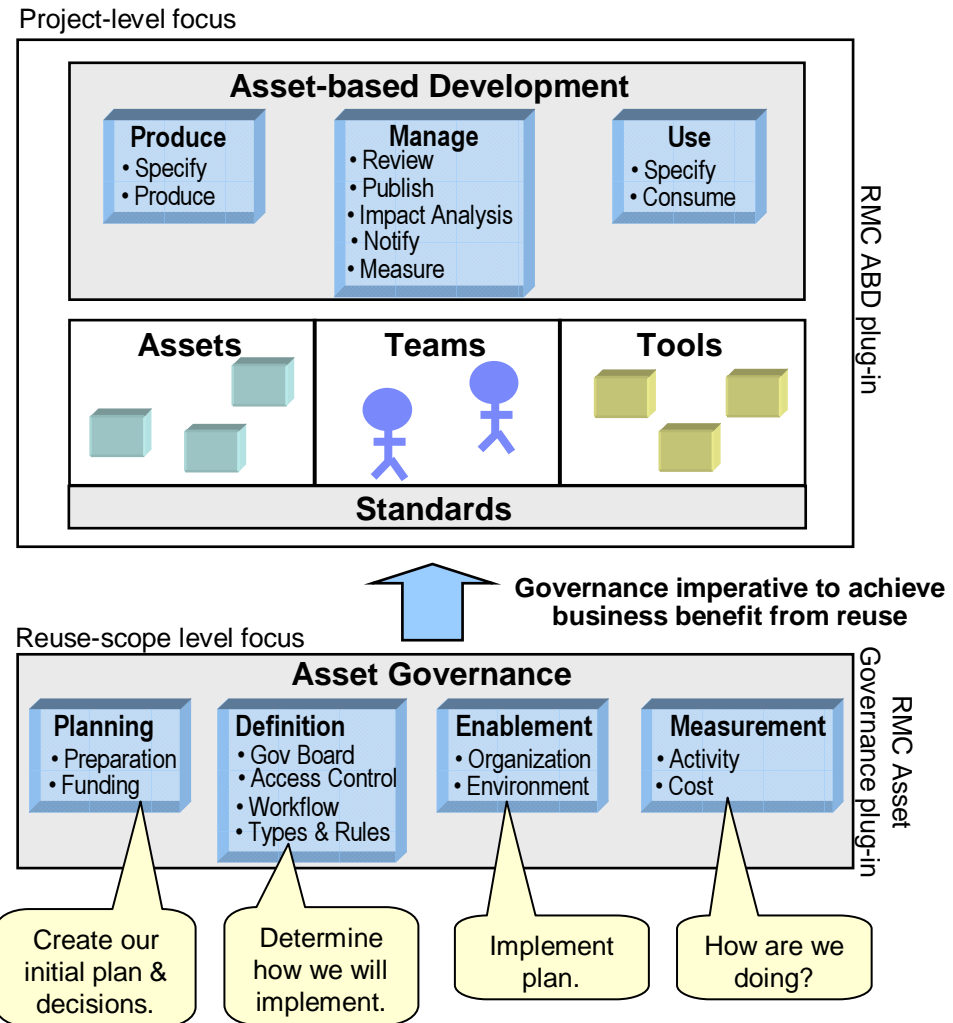 Project-level focus
Asset-based Development
Produce
• Specify
• Produce
Manage
• Review
• Publish
• Impact Analysis
• Notify
• Measure
Use
• Specify
• Consume
RMC ABD plug-in
Assets
Teams
Tools
Standards
Governance imperative to achieve
business benefit from reuse
Reuse-scope level focus
Asset Governance
Planning
• Preparation
• Funding
Definition
• Gov Board
• Access Control
• Workflow
• Types & Rules
Enablement
• Organization
• Environment
Measurement
• Activity
• Cost
RMC Asset
Governance plug-in
Create our
initial plan &
decisions.
Determine
how we will
implement.
Implement
plan.
How are we
doing?